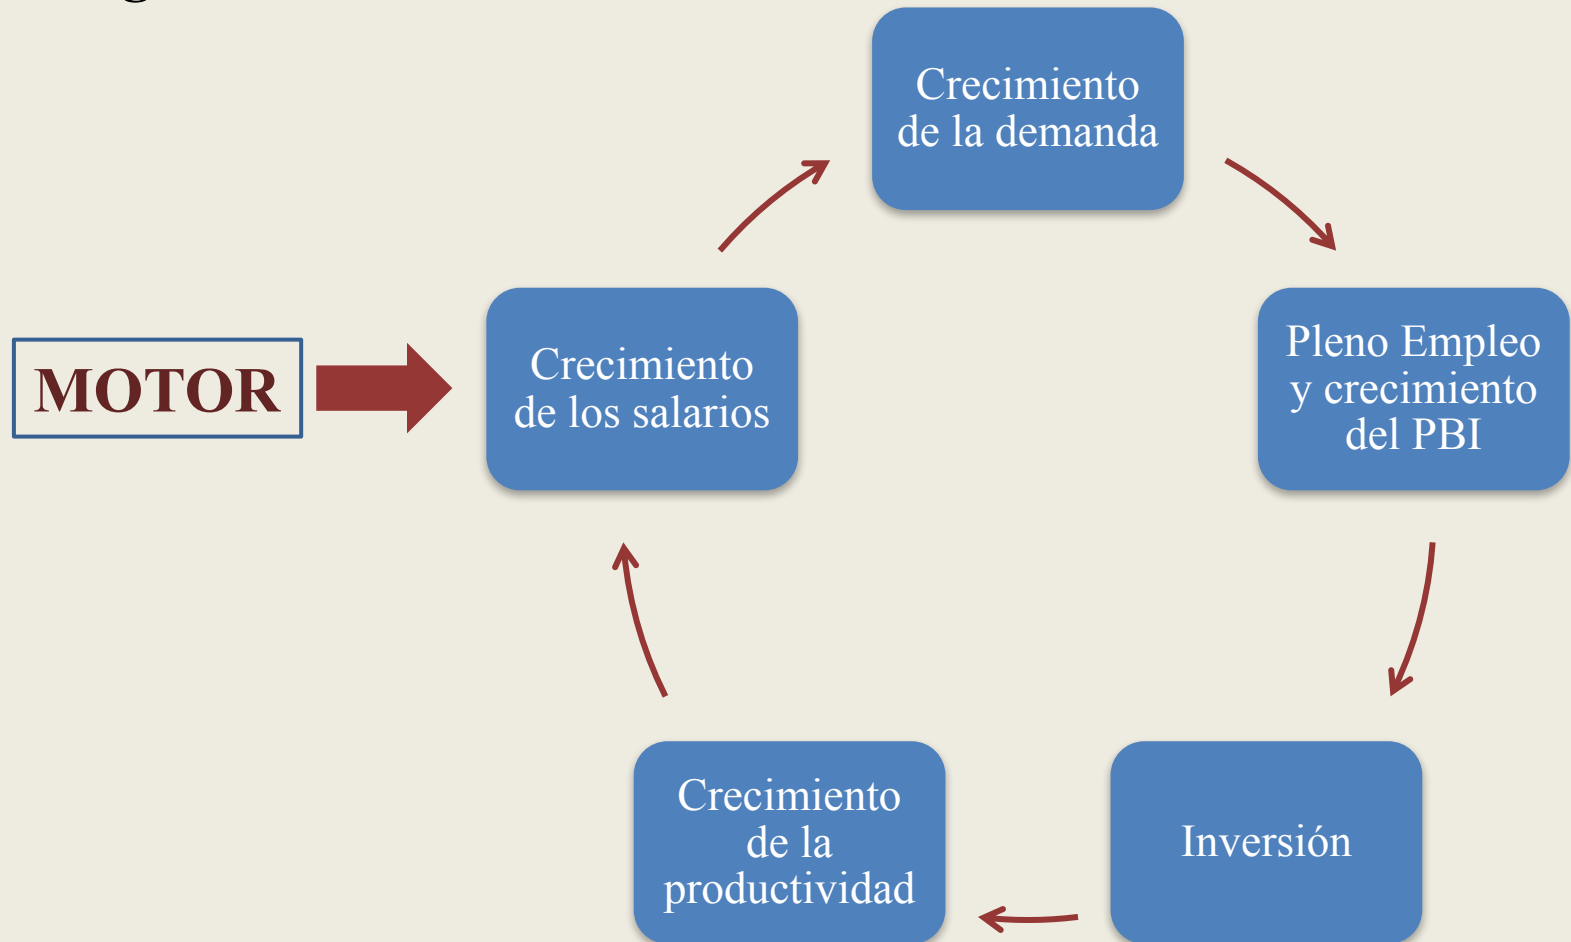 Crecimiento
de la demanda
MOTOR
Crecimiento
de los salarios
Pleno Empleo
y crecimiento
del PBI
Crecimiento
de la
productividad
Inversión